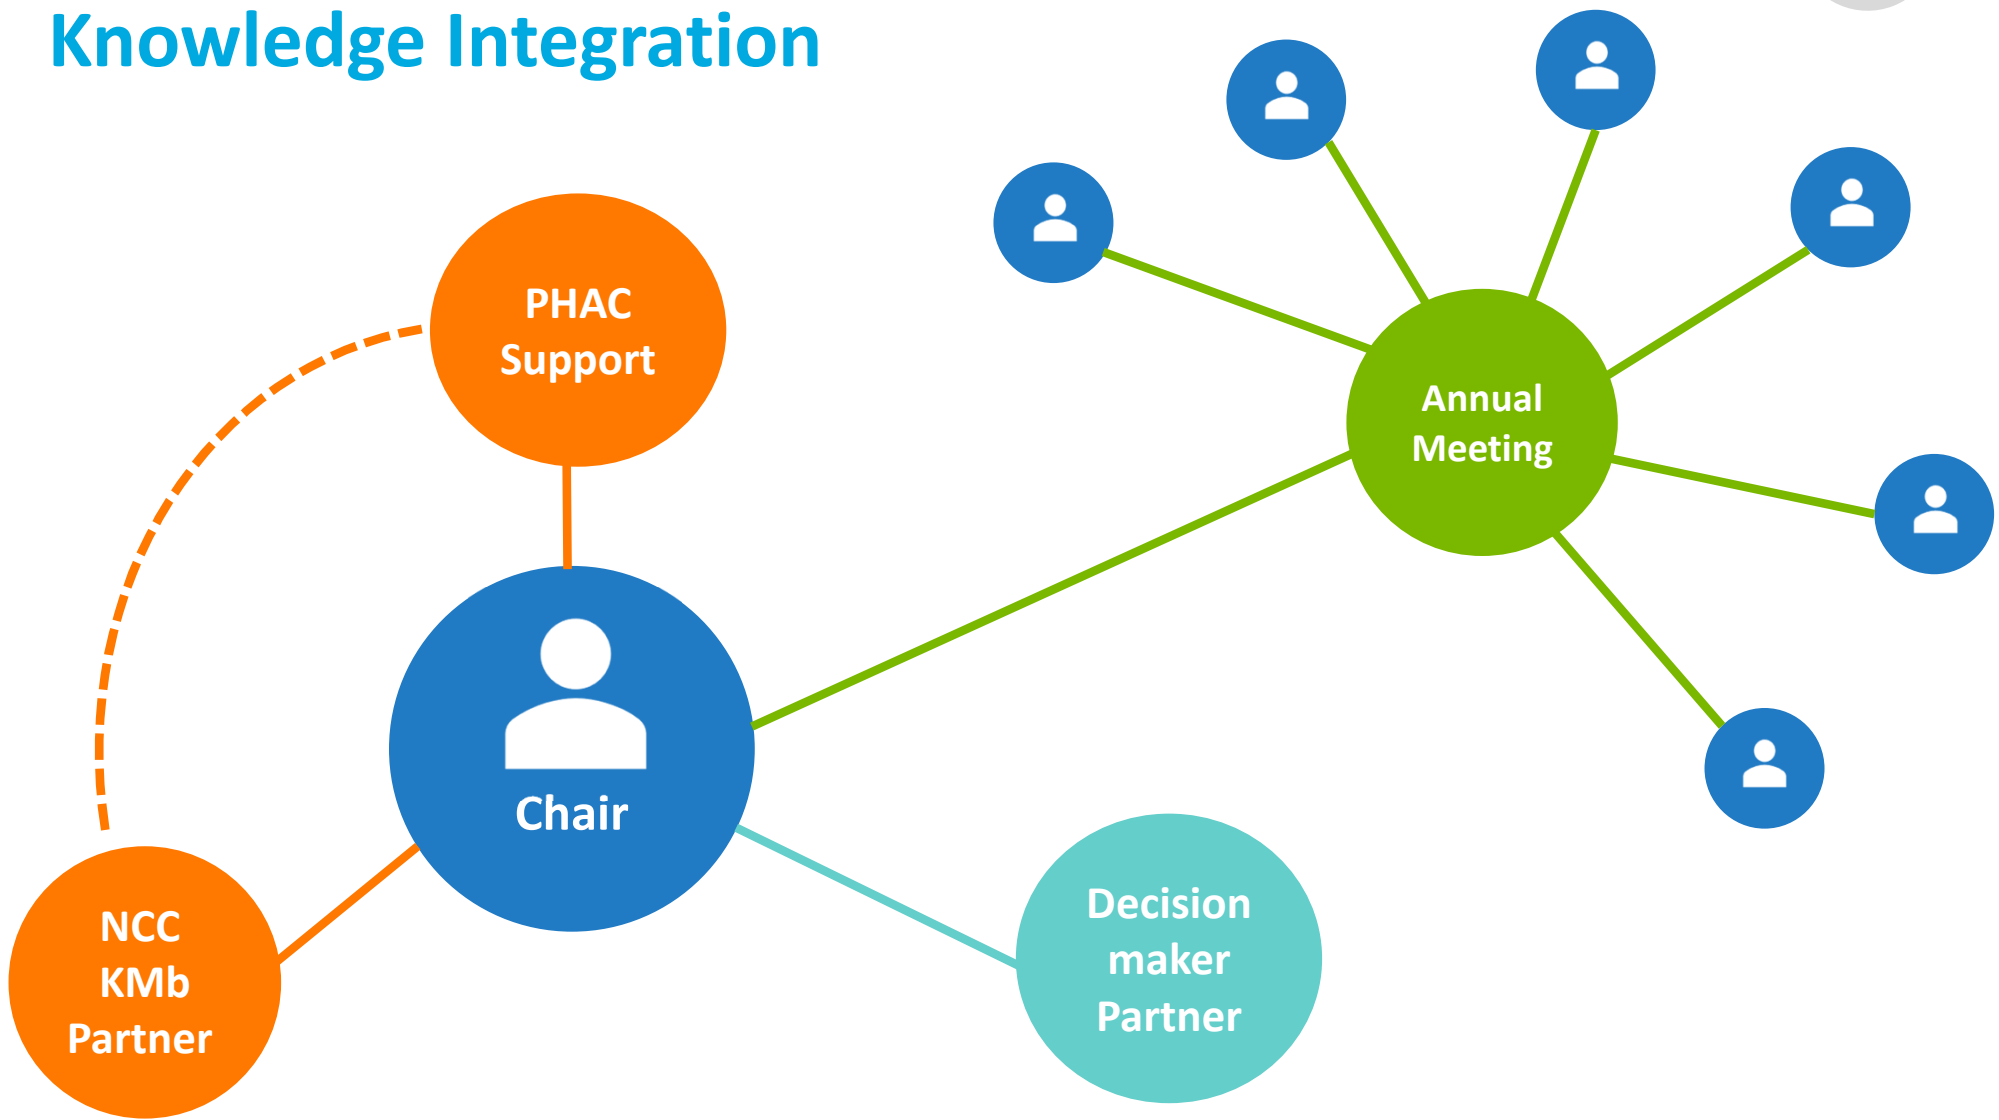 Knowledge Integration
PHAC
Support
Annual
Meeting
Chair
Decision
maker
Partner
NCC
KMb
Partner